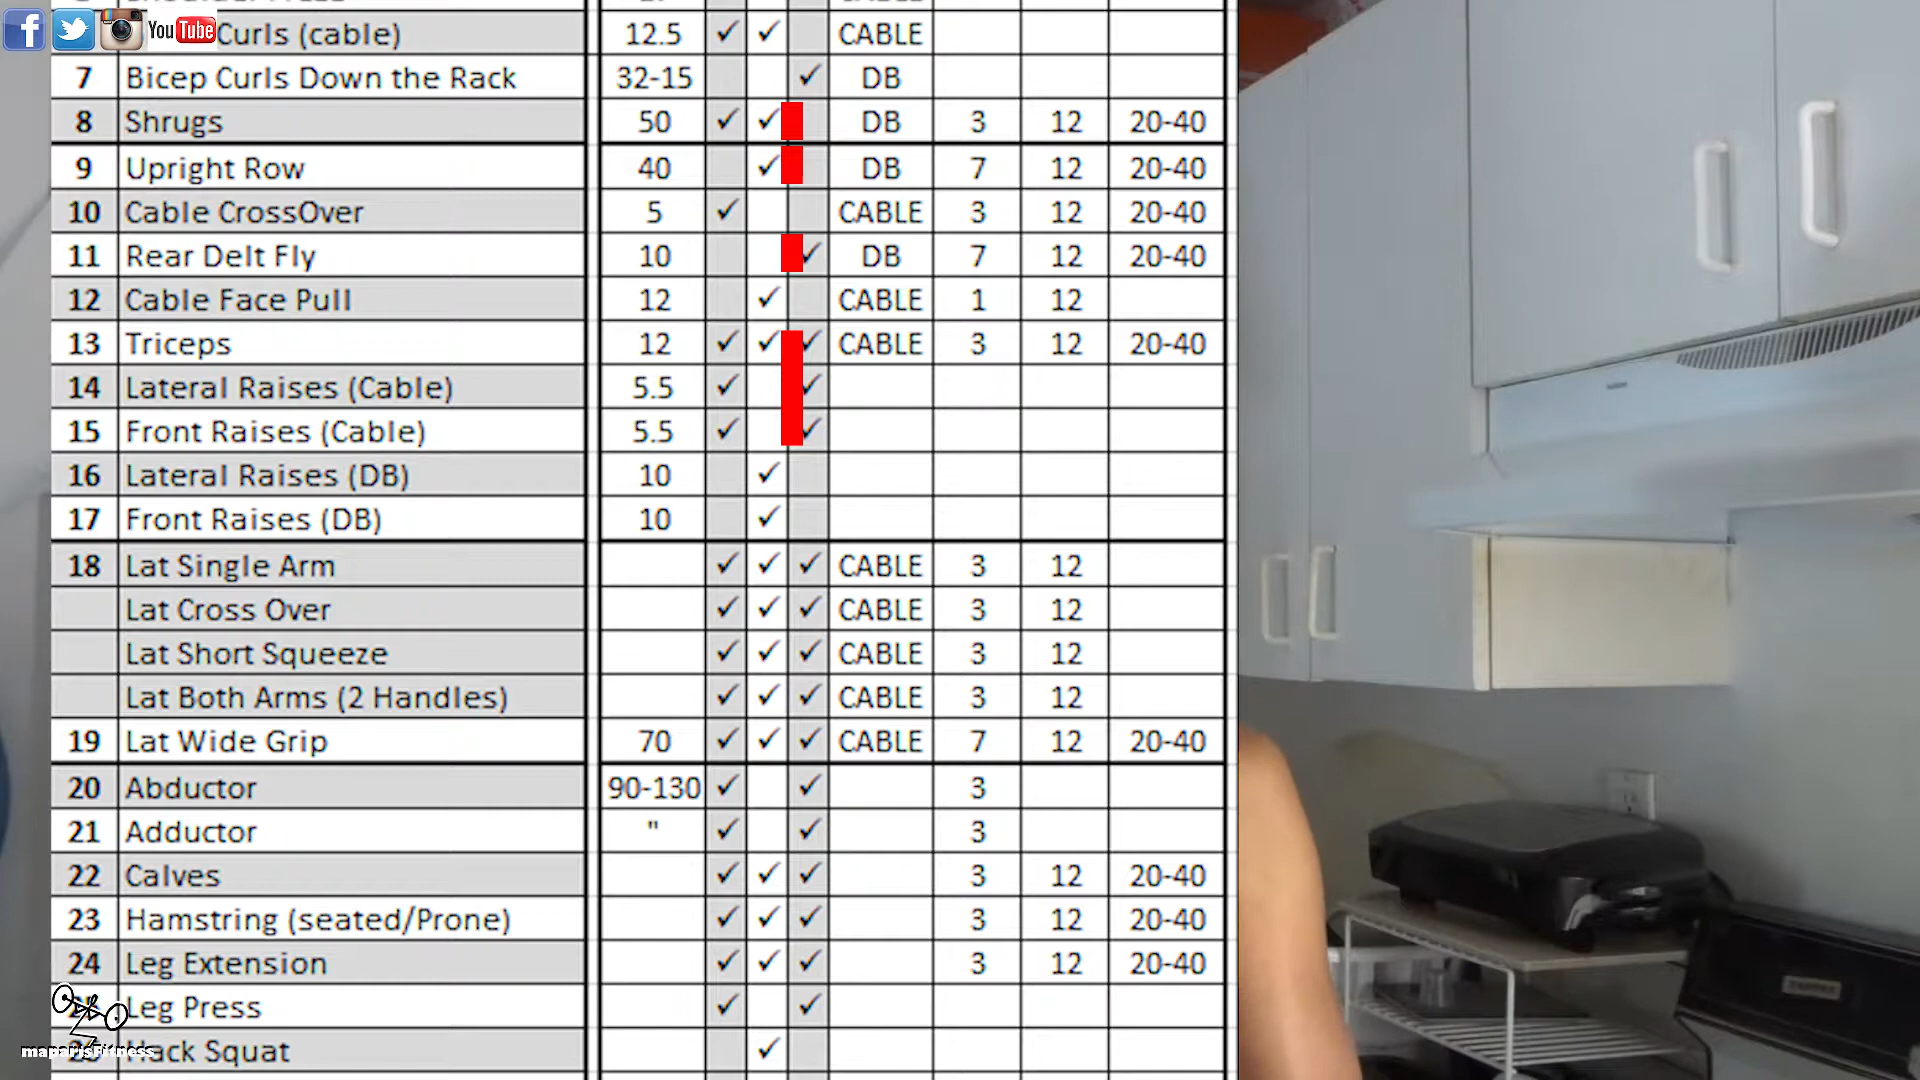 You Tube
Curls (cable) 12.5 ✓ ✓ CABLE
7 Bicep Curls Down the Rack 32-15 ✓ DB
8 Shrugs 50 ✓ ✓ DB 3 12 20-40
9 Upright Row 40 ✓ DB 7 12 20-40
10 Cable CrossOver 5 ✓ CABLE 3 12 20-40
11 Rear Delt Fly 10 ✓ DB 7 12 20-40
12 Cable Face Pull 12 ✓ CABLE 1 12
13 Triceps 12 ✓ ✓ ✓ CABLE 3 12 20-40
14 Lateral Raises (Cable) 5.5 ✓ ✓
15 Front Raises (Cable) 5.5 ✓ ✓
16 Lateral Raises (DB) 10 ✓
17 Front Raises (DB) 10 ✓
18 Lat Single Arm ✓ ✓ ✓ CABLE 3 12
Lat Cross Over ✓ ✓ ✓ CABLE 3 12
Lat Short Squeeze ✓ ✓ ✓ CABLE 3 12
Lat Both Arms (2 Handles) ✓ ✓ ✓ CABLE 3 12
19 Lat Wide Grip 70 ✓ ✓ ✓ CABLE 7 12 20-40
20 Abductor 90-130 ✓ ✓ 3
21 Adductor " ✓ ✓ 3
22 Calves ✓ ✓ ✓ 3 12 20-40
23 Hamstring (seated/Prone) ✓ ✓ ✓ 3 12 20-40
24 Leg Extension ✓ ✓ ✓ 3 12 20-40
Leg Press ✓ ✓
Hack Squat ✓
maparisFitness